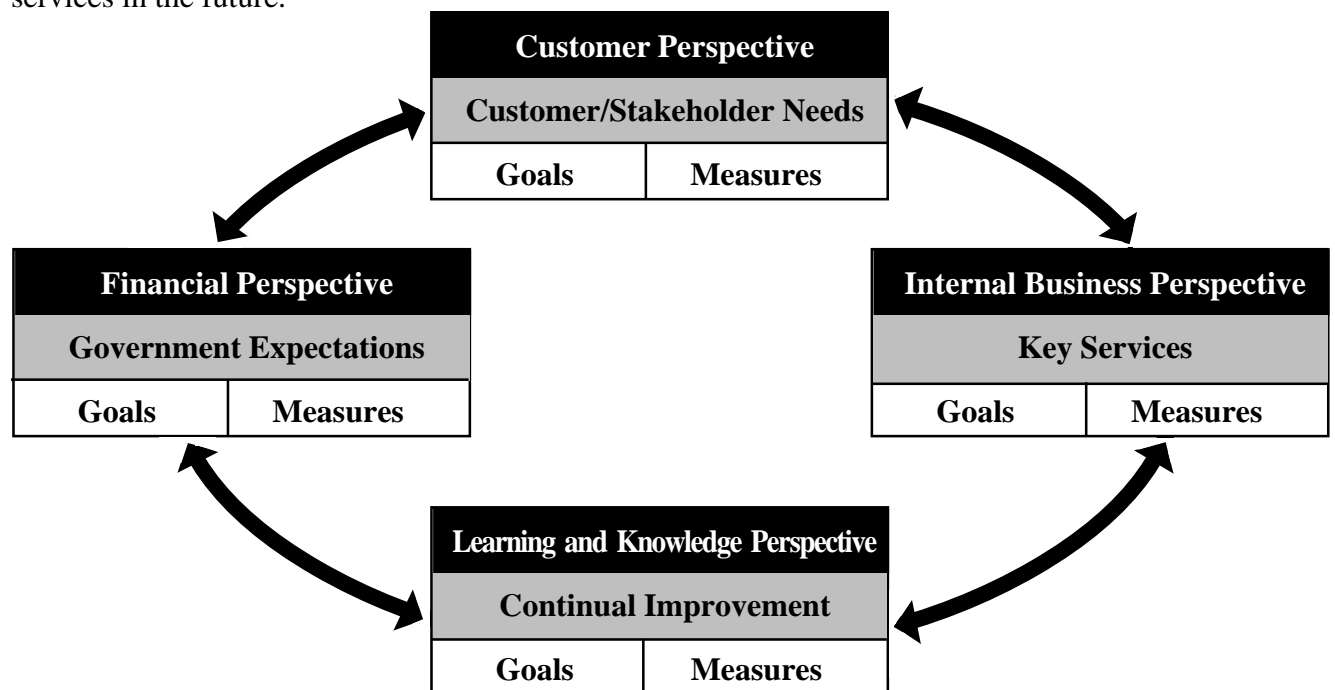 services in the future.
Customer Perspective
Customer/Stakeholder Needs
Goals Measures
Financial Perspective
Government Expectations
Goals Measures
Internal Business Perspective
Key Services
Goals Measures
Learning and Knowledge Perspective
Continual Improvement
Goals Measures